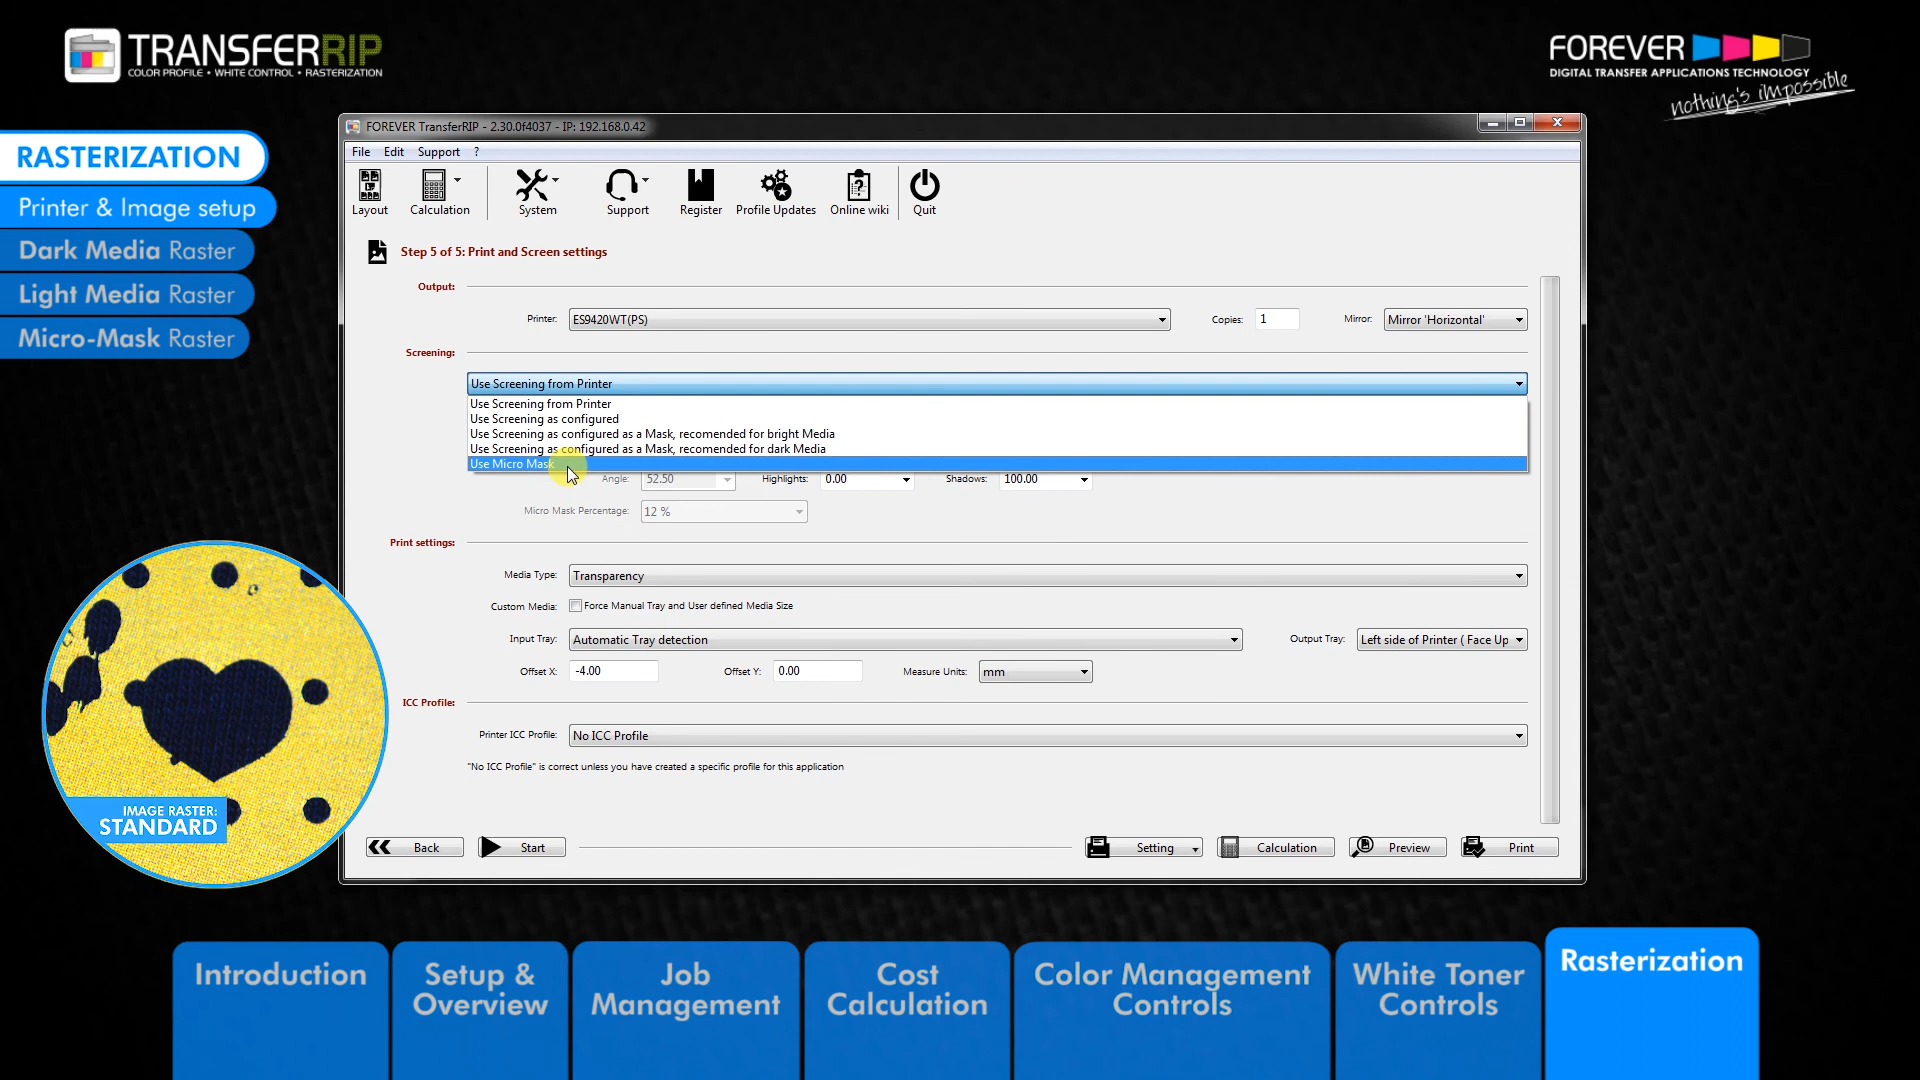 TRANSFERRIP
COLOR PROFILE • WHITE CONTROL • RASTERIZATION
FOREVER
DIGITAL TRANSFER APPLICATIONS TECHNOLOGY
nothing's impossible
RASTERIZATION
Printer & Image setup
Dark Media Raster
Light Media Raster
Micro-Mask Raster
FOREVER TransferRIP - 2.30.0f4037 - IP: 192.168.0.42
File Edit Support ?
Layout Calculation System Support Register Profile Updates Online wiki Quit
Step 5 of 5: Print and Screen settings
Output:
Printer: ES9420WT(PS) Copies: 1 Mirror: Mirror 'Horizontal'
Screening:
Use Screening from Printer
Use Screening from Printer
Use Screening as configured
Use Screening as configured as a Mask, recomended for bright Media
Use Screening as configured as a Mask, recomended for dark Media
Use Micro Mask
Angle: 52.50 Highlights: 0.00 Shadows: 100.00
Micro Mask Percentage: 12 %
Print settings:
Media Type: Transparency
Custom Media: Force Manual Tray and User defined Media Size
Input Tray: Automatic Tray detection Output Tray: Left side of Printer ( Face Up
Offset X: -4.00 Offset Y: 0.00 Measure Units: mm
ICC Profile:
Printer ICC Profile: No ICC Profile
"No ICC Profile" is correct unless you have created a specific profile for this application
Back Start Setting Calculation Preview Print
IMAGE RASTER:
STANDARD
Introduction
Setup &
Overview
Job
Management
Cost
Calculation
Color Management
Controls
White Toner
Controls
Rasterization